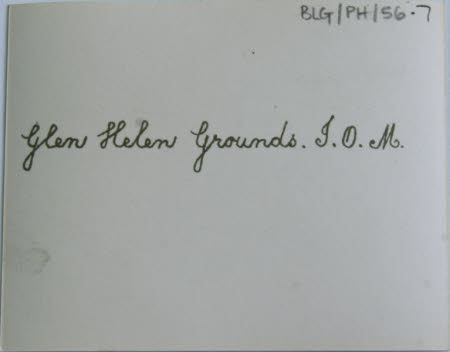 BLG/PH/56-7
Glen Helen Grounds. I.O.M.